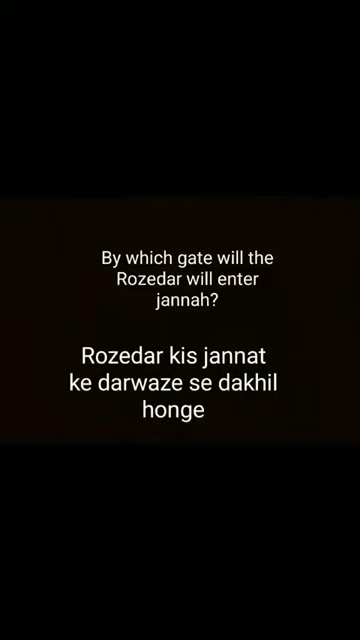 By which gate will the
Rozedar will enter
jannah?
Rozedar kis jannat
ke darwaze se dakhil
honge